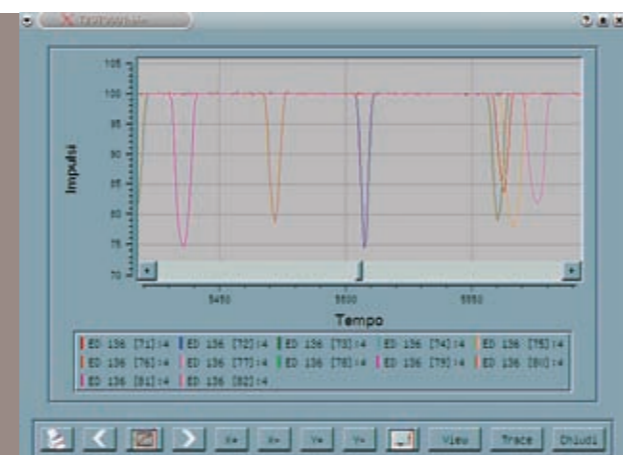 105
100
95
90
85
80
75
70
Impulsi
5450
5500
5550
Tempo
ED 136 [71]:4 ED 136 [72]:4 ED 136 [73]:4 ED 136 [74]:4 ED 136 [75]:4
ED 136 [76]:4 ED 136 [77]:4 ED 136 [78]:4 ED 136 [79]:4 ED 136 [80]:4
ED 136 [81]:4 ED 136 [82]:4
X+ X- Y+ Y- View Trace Chiudi